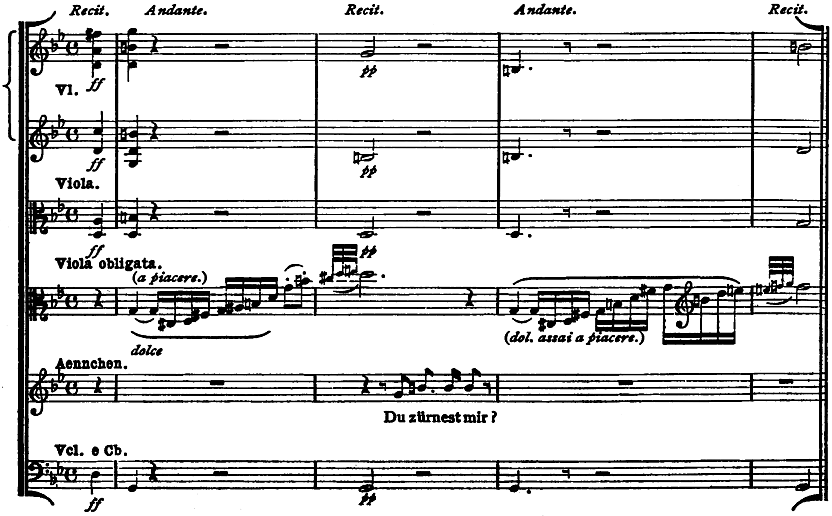 Recit. Andante. Recit. Andante. Recit.
Vl. ff pp
ff pp
Viola.
ff pp
Viola obligata.
(a piacere.)
(dol. assai a piacere.)
dolce
Aennchen.
Du zürnest mir?
Vcl. e Cb.
ff pp